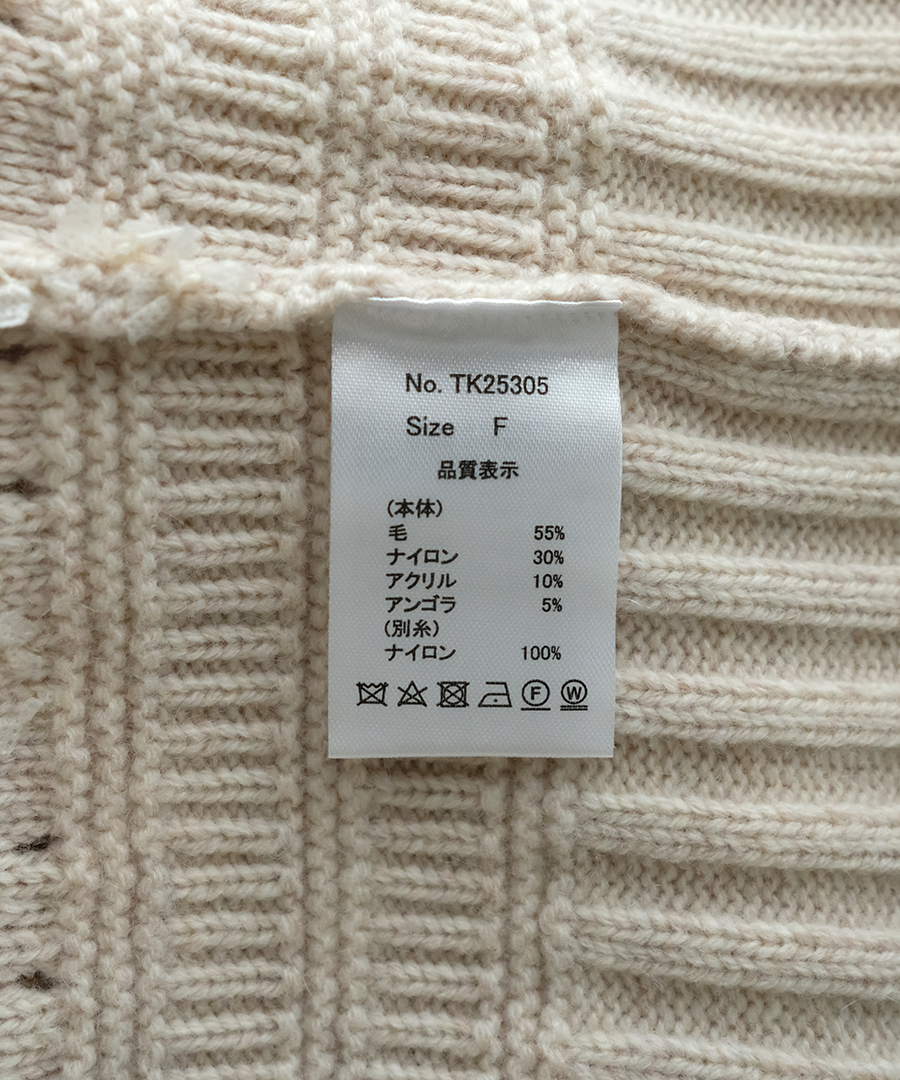 No. TK25305
Size F
品質表示
(本体)
毛 55%
ナイロン 30%
アクリル 10%
アンゴラ 5%
(別糸)
ナイロン 100%
F W